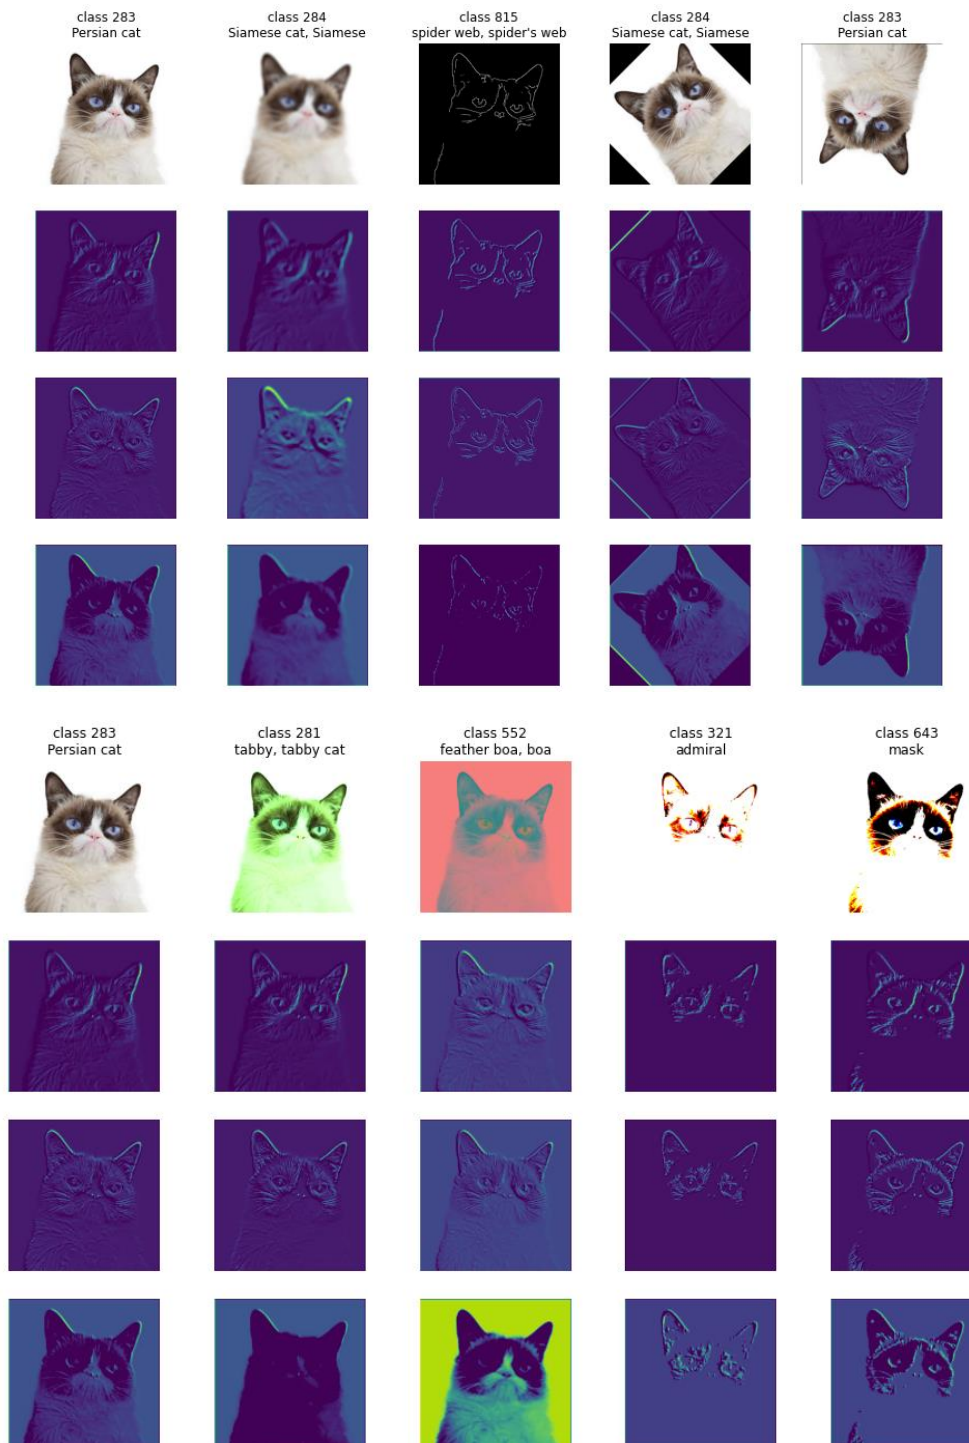 class 283
Persian cat
class 284
Siamese cat, Siamese
class 815
spider web, spider's web
class 284
Siamese cat, Siamese
class 283
Persian cat
class 283
Persian cat
class 281
tabby, tabby cat
class 552
feather boa, boa
class 321
admiral
class 643
mask